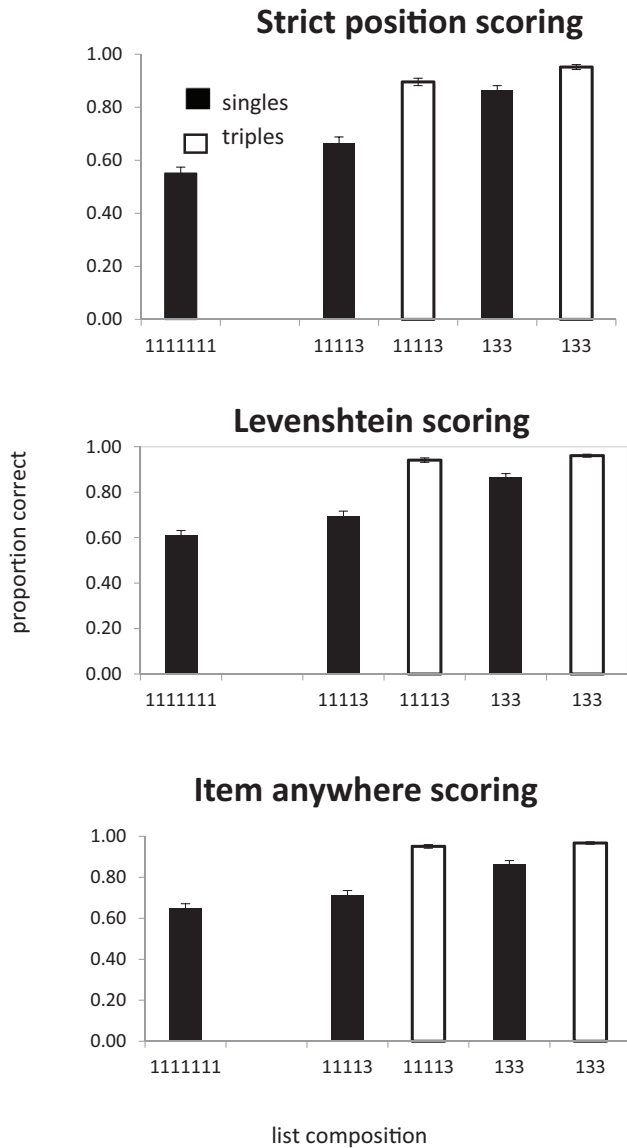 Strict position scoring
1.00
0.80
0.60
0.40
0.20
0.00
singles
triples
1111111 11113 11113 133 133
Levenshtein scoring
proportion correct
1.00
0.80
0.60
0.40
0.20
0.00
1111111 11113 11113 133 133
Item anywhere scoring
1.00
0.80
0.60
0.40
0.20
0.00
1111111 11113 11113 133 133
list composition